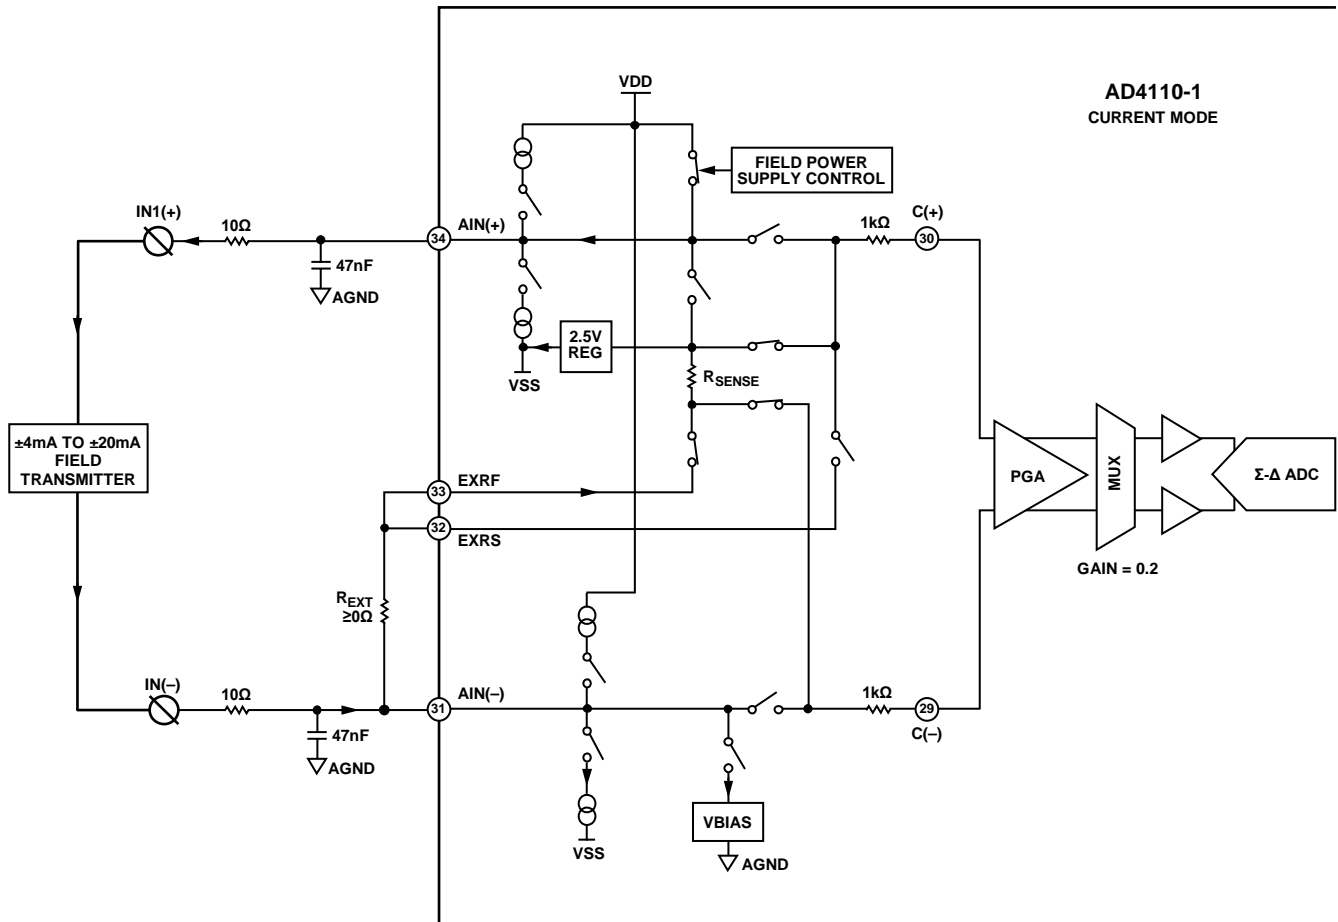 AD4110-1
CURRENT MODE
VDD
FIELD POWER
SUPPLY CONTROL
IN1(+)
10Ω
34
AIN(+)
1kΩ
C(+)
30
47nF
AGND
2.5V
REG
VSS
RSENSE
±4mA TO ±20mA
FIELD
TRANSMITTER
33
EXRF
32
EXRS
PGA
MUX
Σ-Δ ADC
GAIN = 0.2
REXT
≥0Ω
IN(–)
10Ω
31
AIN(–)
1kΩ
29
C(–)
47nF
AGND
VBIAS
VSS
AGND